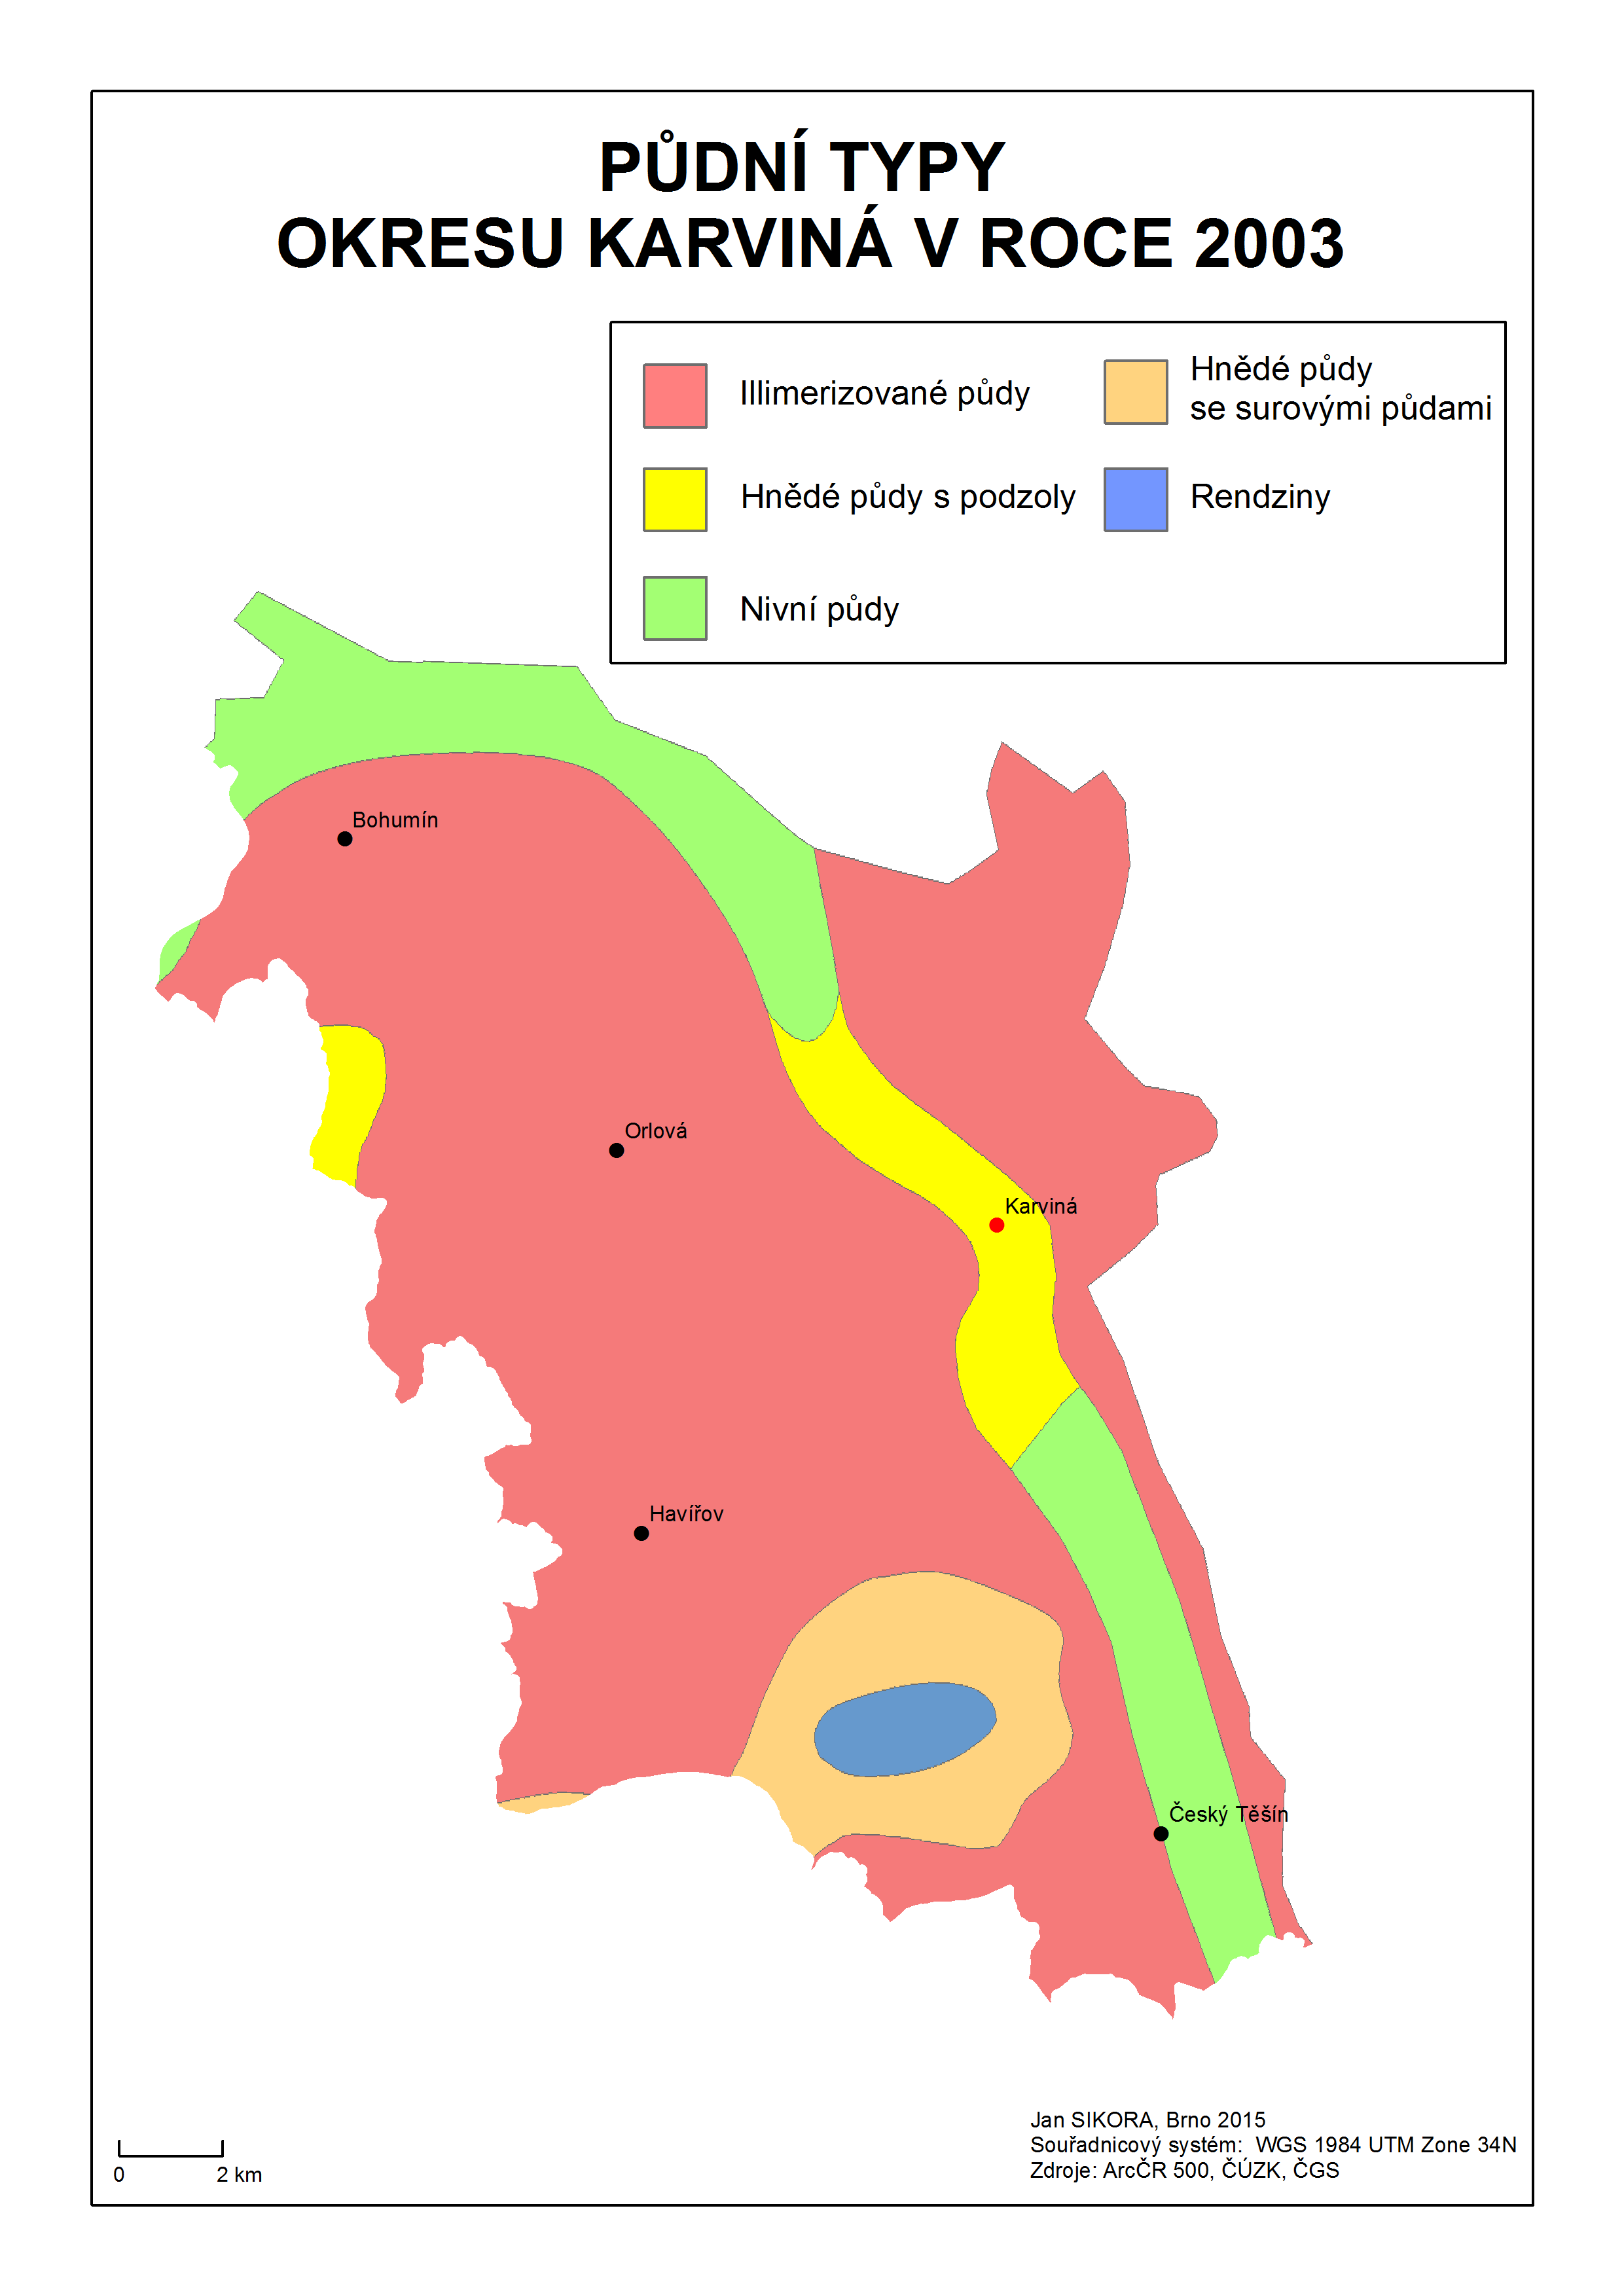 PŮDNÍ TYPY
OKRESU KARVINÁ V ROCE 2003
Illimerizované půdy
Hnědé půdy s podzoly
Nivní půdy
Hnědé půdy
se surovými půdami
Rendziny
Bohumín
Orlová
Karviná
Havířov
Český Těšín
0 2 km
Jan SIKORA, Brno 2015
Souřadnicový systém: WGS 1984 UTM Zone 34N
Zdroje: ArcČR 500, ČÚZK, ČGS